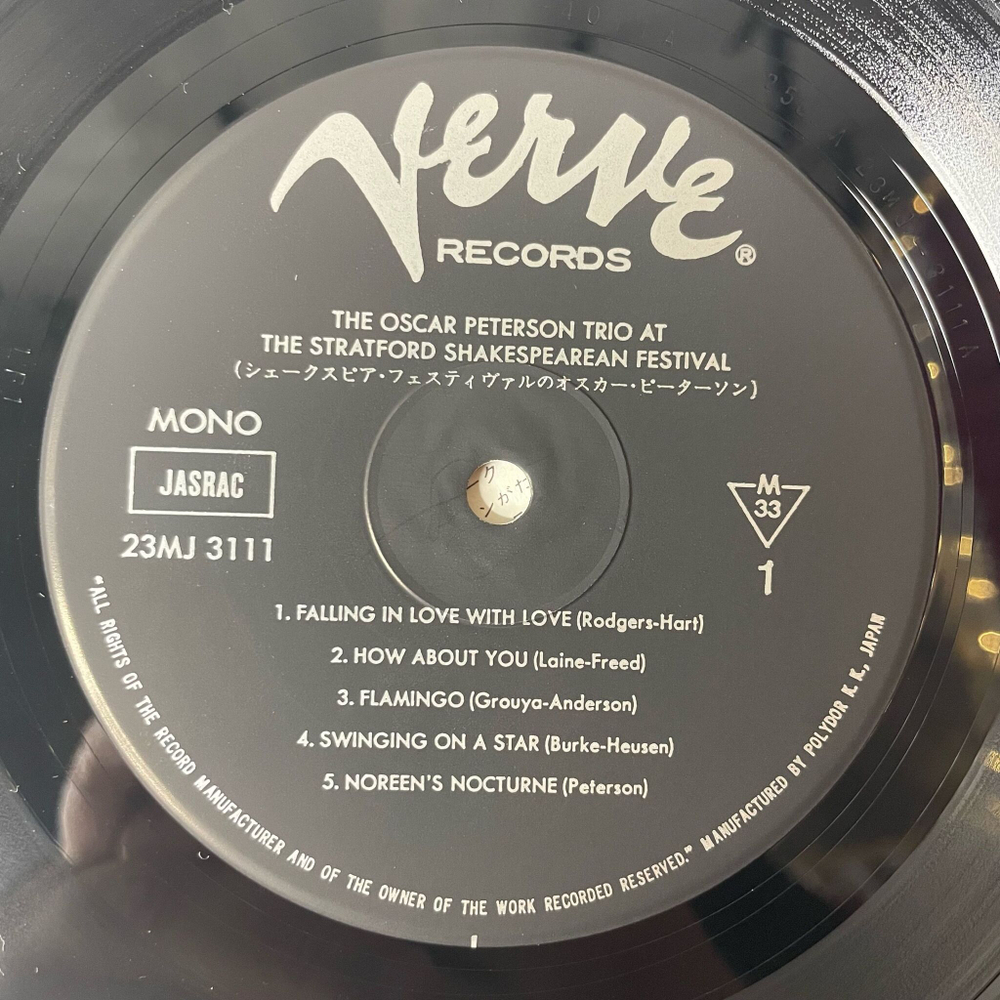 Verve
RECORDS ®
THE OSCAR PETERSON TRIO AT
THE STRATFORD SHAKESPEAREAN FESTIVAL
(シェークスピア・フェスティヴァルのオスカー・ピーターソン)
MONO
JASRAC
23MJ 3111
M
33
1
1. FALLING IN LOVE WITH LOVE (Rodgers-Hart)
2. HOW ABOUT YOU (Laine-Freed)
3. FLAMINGO (Grouya-Anderson)
4. SWINGING ON A STAR (Burke-Heusen)
5. NOREEN'S NOCTURNE (Peterson)
"ALL RIGHTS OF THE RECORD MANUFACTURER AND OF THE OWNER OF THE WORK RECORDED RESERVED." MANUFACTURED BY POLYDOR K.K., JAPAN